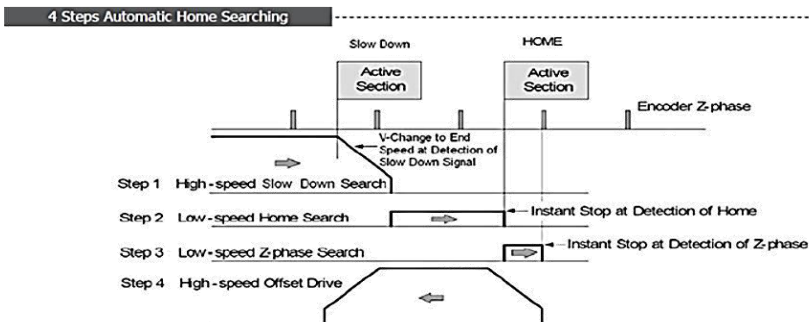 4 Steps Automatic Home Searching
Slow Down
HOME
Active
Section
Active
Section
Encoder Z-phase
V-Change to End
Speed at Detection of
Slow Down Signal
Step 1 High-speed Slow Down Search
Step 2 Low-speed Home Search
Instant Stop at Detection of Home
Step 3 Low-speed Z-phase Search
Instant Stop at Detection of Z-phase
Step 4 High-speed Offset Drive